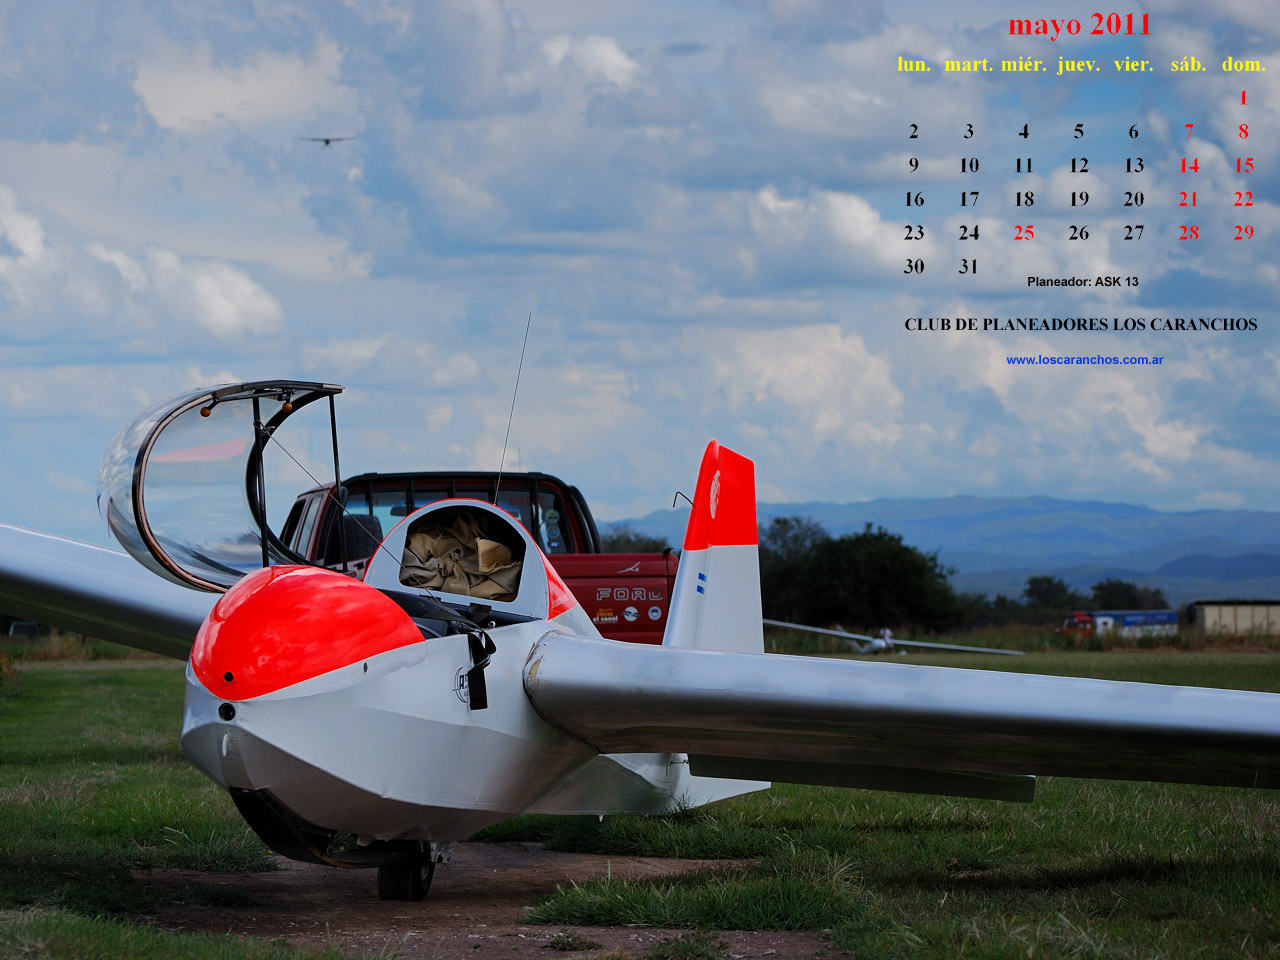 mayo 2011
lun. mart. miér. juev. vier. sáb. dom.
1
2 3 4 5 6 7 8
9 10 11 12 13 14 15
16 17 18 19 20 21 22
23 24 25 26 27 28 29
30 31
Planeador: ASK 13
CLUB DE PLANEADORES LOS CARANCHOS
www.loscaranchos.com.ar
FORD